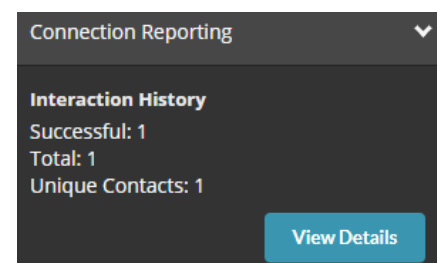 Connection Reporting
Interaction History
Successful: 1
Total: 1
Unique Contacts: 1
View Details